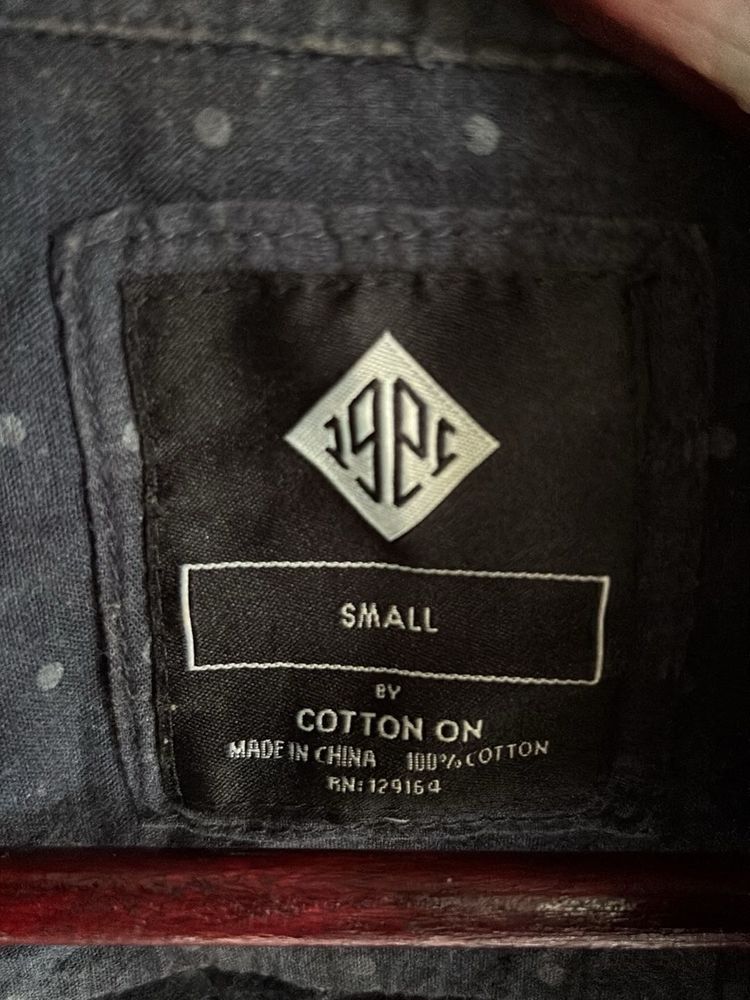 1991
SMALL
BY
COTTON ON
MADE IN CHINA 100% COTTON
RN: 129164